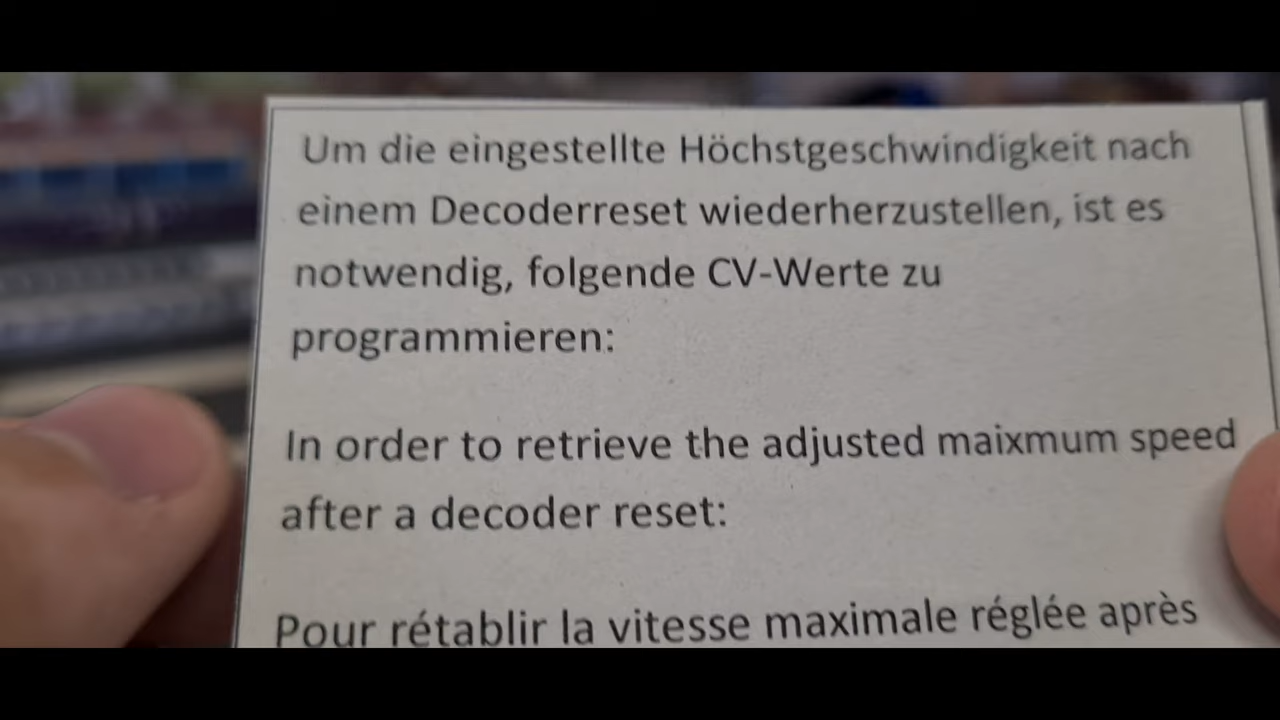 Um die eingestellte Höchstgeschwindigkeit nach
einem Decoderreset wiederherzustellen, ist es
notwendig, folgende CV-Werte zu
programmieren:
In order to retrieve the adjusted maixmum speed
after a decoder reset:
Pour rétablir la vitesse maximale réglée après